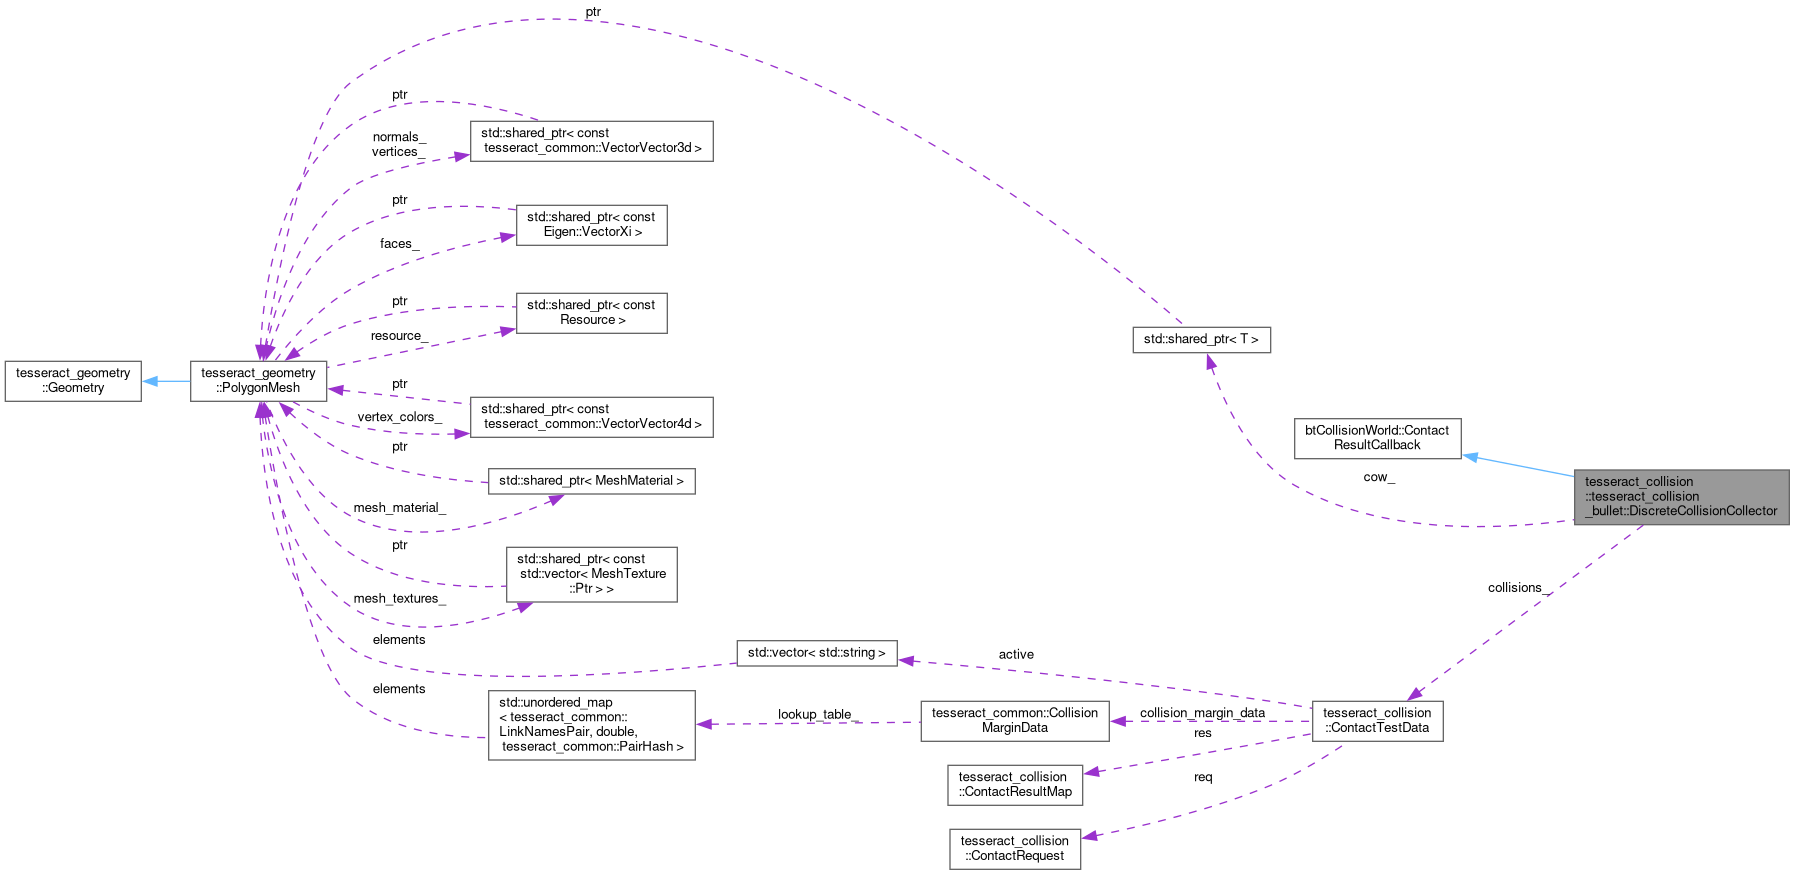 ptr
ptr
std::shared_ptr< const
tesseract_common::VectorVector3d >
normals_
vertices_
ptr
std::shared_ptr< const
Eigen::VectorXi >
faces_
ptr
std::shared_ptr< const
Resource >
resource_
std::shared_ptr< T >
tesseract_geometry
::Geometry
tesseract_geometry
::PolygonMesh
ptr
std::shared_ptr< const
tesseract_common::VectorVector4d >
vertex_colors_
btCollisionWorld::Contact
ResultCallback
ptr
std::shared_ptr< MeshMaterial >
cow_
tesseract_collision
::tesseract_collision
_bullet::DiscreteCollisionCollector
mesh_material_
ptr
std::shared_ptr< const
std::vector< MeshTexture
::Ptr > >
mesh_textures_
collisions_
elements
std::vector< std::string >
active
elements
std::unordered_map
< tesseract_common::
LinkNamesPair, double,
tesseract_common::PairHash >
lookup_table_
tesseract_common::Collision
MarginData
collision_margin_data
res
tesseract_collision
::ContactTestData
tesseract_collision
::ContactResultMap
req
tesseract_collision
::ContactRequest